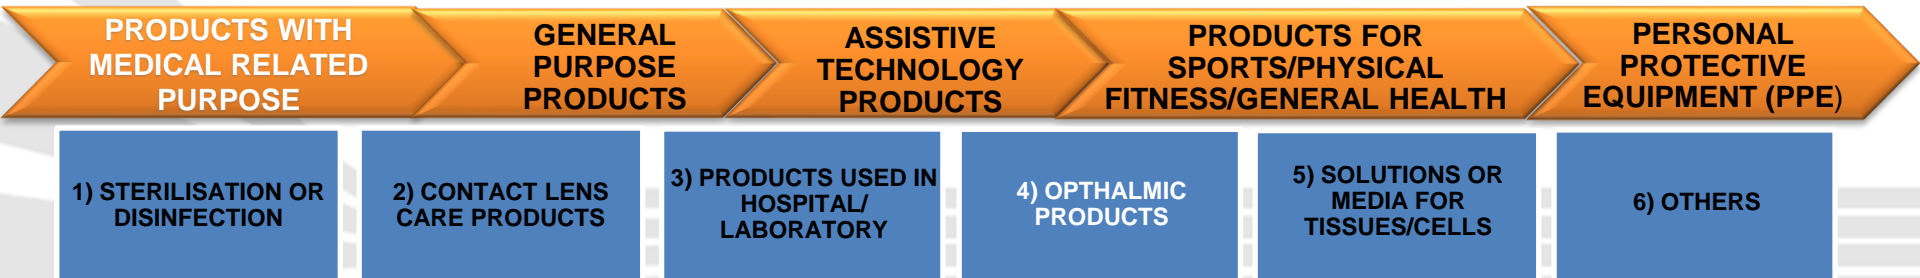 PRODUCTS WITH
MEDICAL RELATED
PURPOSE
GENERAL
PURPOSE
PRODUCTS
ASSISTIVE
TECHNOLOGY
PRODUCTS
PRODUCTS FOR
SPORTS/PHYSICAL
FITNESS/GENERAL HEALTH
PERSONAL
PROTECTIVE
EQUIPMENT (PPE)
1) STERILISATION OR
DISINFECTION
2) CONTACT LENS
CARE PRODUCTS
3) PRODUCTS USED IN
HOSPITAL/
LABORATORY
4) OPTHALMIC
PRODUCTS
5) SOLUTIONS OR
MEDIA FOR
TISSUES/CELLS
6) OTHERS